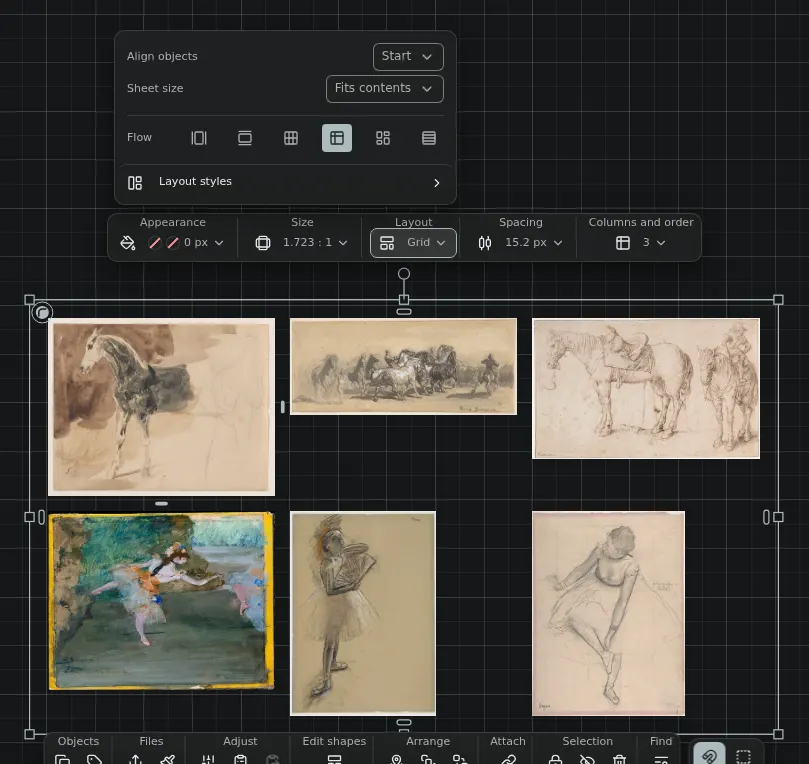 Align objects
Start
Sheet size
Fits contents
Flow
Layout styles
Appearance
Size
Layout
Spacing
Columns and order
0 px
1.723 : 1
Grid
15.2 px
3
Objects
Files
Adjust
Edit shapes
Arrange
Attach
Selection
Find